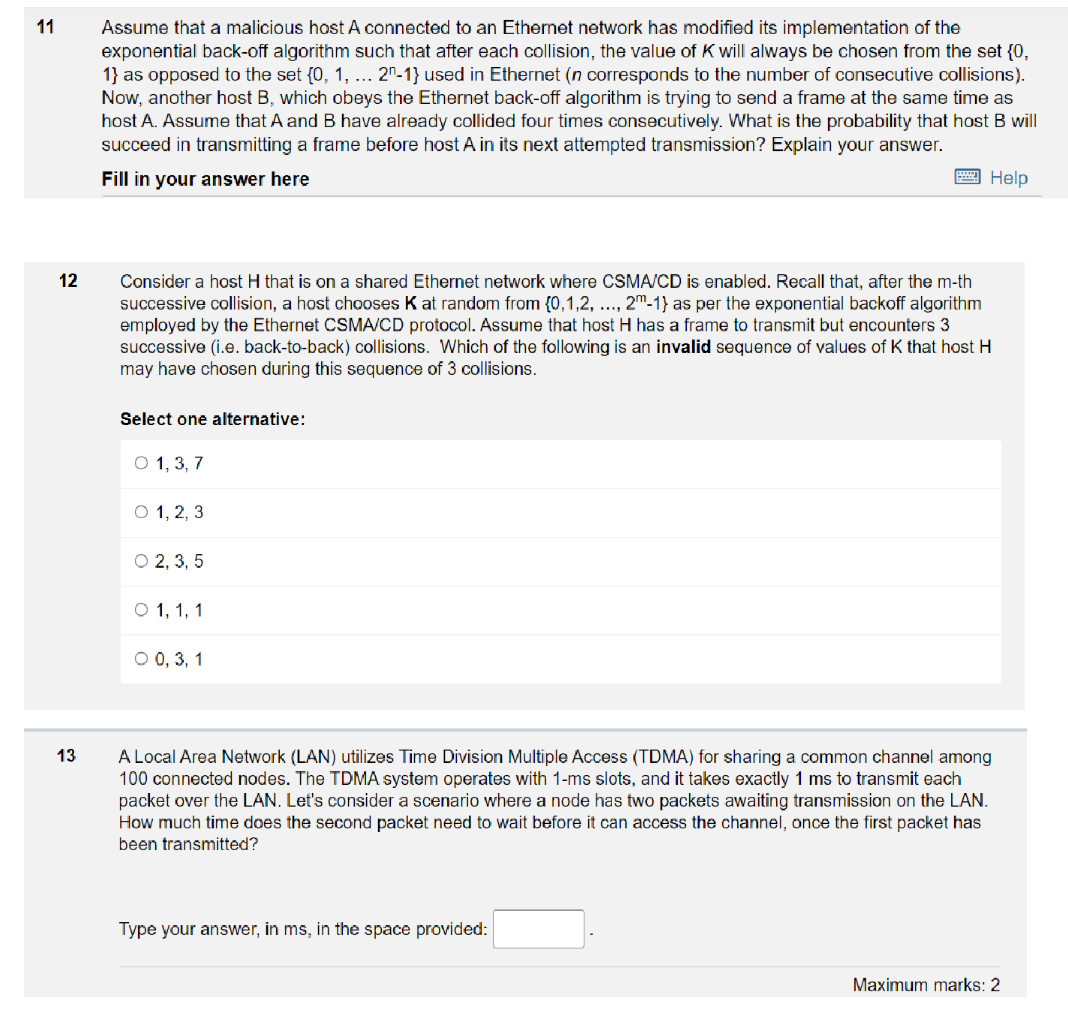 11 Assume that a malicious host A connected to an Ethernet network has modified its implementation of the
exponential back-off algorithm such that after each collision, the value of K will always be chosen from the set {0,
1} as opposed to the set {0, 1, ... 2ⁿ-1} used in Ethernet (n corresponds to the number of consecutive collisions).
Now, another host B, which obeys the Ethernet back-off algorithm is trying to send a frame at the same time as
host A. Assume that A and B have already collided four times consecutively. What is the probability that host B will
succeed in transmitting a frame before host A in its next attempted transmission? Explain your answer.
Fill in your answer here
Help
12 Consider a host H that is on a shared Ethernet network where CSMA/CD is enabled. Recall that, after the m-th
successive collision, a host chooses K at random from {0,1,2, ..., 2ᵐ-1} as per the exponential backoff algorithm
employed by the Ethernet CSMA/CD protocol. Assume that host H has a frame to transmit but encounters 3
successive (i.e. back-to-back) collisions. Which of the following is an invalid sequence of values of K that host H
may have chosen during this sequence of 3 collisions.
Select one alternative:
1, 3, 7
1, 2, 3
2, 3, 5
1, 1, 1
0, 3, 1
13 A Local Area Network (LAN) utilizes Time Division Multiple Access (TDMA) for sharing a common channel among
100 connected nodes. The TDMA system operates with 1-ms slots, and it takes exactly 1 ms to transmit each
packet over the LAN. Let's consider a scenario where a node has two packets awaiting transmission on the LAN.
How much time does the second packet need to wait before it can access the channel, once the first packet has
been transmitted?
Type your answer, in ms, in the space provided: .
Maximum marks: 2